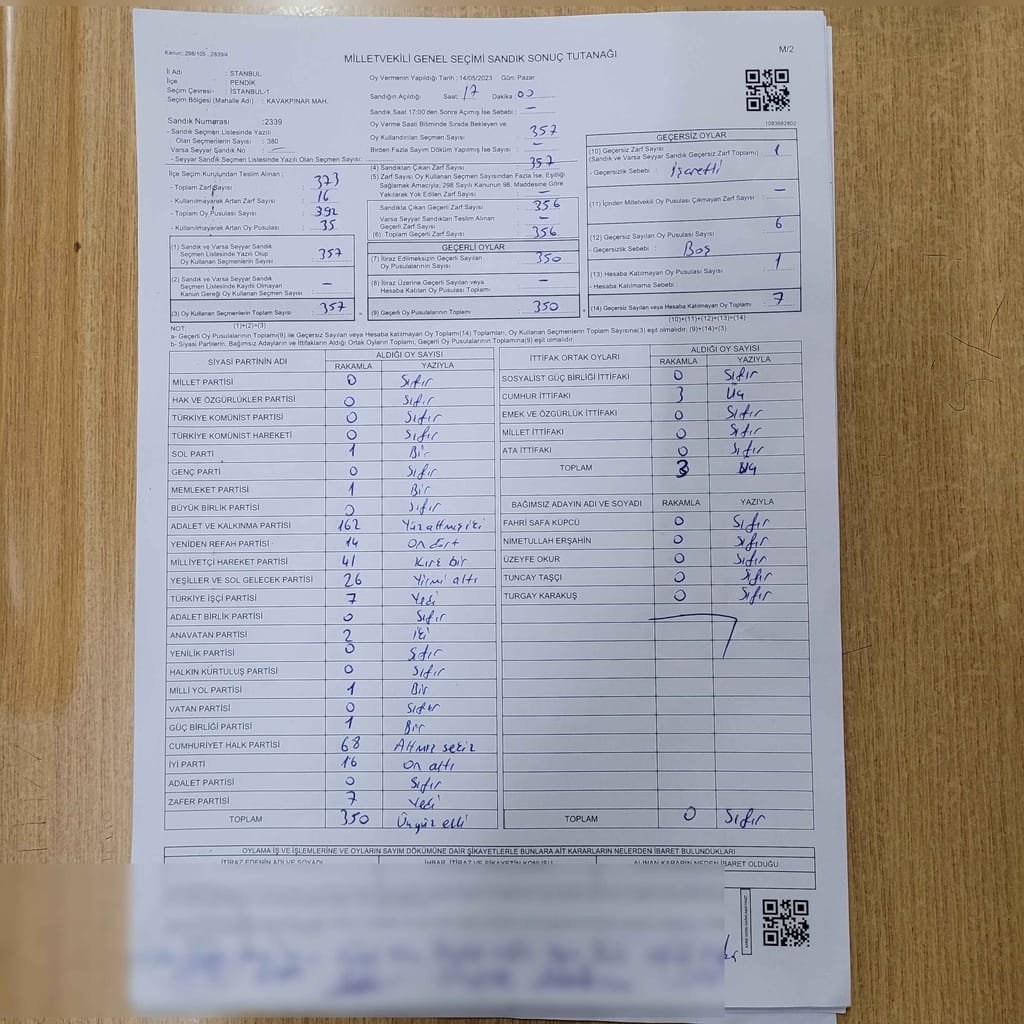 Kanun: 298/105 , 2839/4
M/2
MİLLETVEKİLİ GENEL SEÇİMİ SANDIK SONUÇ TUTANAĞI
İl Adı : İSTANBUL
İlçe : PENDİK
Seçim Çevresi : İSTANBUL-1
Seçim Bölgesi (Mahalle Adı) : KAVAKPINAR MAH.
Sandık Numarası :2339
- Sandık Seçmen Listesinde Yazılı
Olan Seçmenlerin Sayısı : 380
Varsa Seyyar Sandık No : —
- Seyyar Sandık Seçmen Listesinde Yazılı Olan Seçmen Sayısı:
Oy Vermenin Yapıldığı Tarih : 14/05/2023 Gün: Pazar
Sandığın Açıldığı Saat: 17 Dakika : 00
Sandık Saat 17:00'den Sonra Açımış İse Sebebi : —
Oy Verme Saati Bitiminde Sırada Bekleyen ve
Oy Kullandırılan Seçmen Sayısı : 357
Birden Fazla Sayım Döküm Yapılmış İse Sayısı : —
1083682802
İlçe Seçim Kurulundan Teslim Alınan :
- Toplam Zarf Sayısı : 373
- Kullanılmayarak Artan Zarf Sayısı : 16
- Toplam Oy Pusulası Sayısı : 392
- Kullanılmayarak Artan Oy Pusulası : 35
(1) Sandık ve Varsa Seyyar Sandık
Seçmen Listesinde Yazılı Olup
Oy Kullanan Seçmenlerin Sayısı : 357
(2) Sandık ve Varsa Seyyar Sandık
Seçmen Listesinde Kayıtlı Olmayan
Kanun Gereği Oy Kullanan Seçmen Sayısı : —
(3) Oy Kullanan Seçmenlerin Toplam Sayısı : 357
(1)+(2)=(3)
(4) Sandıktan Çıkan Zarf Sayısı : 357
(5) Zarf Sayısı Oy Kullanan Seçmen Sayısından Fazla İse, Eşitliği
Sağlamak Amacıyla; 298 Sayılı Kanunun 98. Maddesine Göre
Yakılarak Yok Edilen Zarf Sayısı : —
Sandıkta Çıkan Geçerli Zarf Sayısı : 356
Varsa Seyyar Sandıktan Teslim Alınan
Geçerli Zarf Sayısı : —
(6) Toplam Geçerli Zarf Sayısı : 356
GEÇERLİ OYLAR
(7) İtiraz Edilmeksizin Geçerli Sayılan
Oy Pusulalarının Sayısı : 350
(8) İtiraz Üzerine Geçerli Sayılan veya
Hesaba Katılan Oy Pusulası Toplamı : —
(9) Geçerli Oy Pusulalarının Toplamı : 350
GEÇERSİZ OYLAR
(10) Geçersiz Zarf Sayısı
(Sandık ve Varsa Seyyar Sandık Geçersiz Zarf Toplamı) : 1
- Geçersizlik Sebebi : işaretli
(11) İçinden Milletvekili Oy Pusulası Çıkmayan Zarf Sayısı : —
(12) Geçersiz Sayılan Oy Pusulası Sayısı : 6
- Geçersizlik Sebebi : Boş
(13) Hesaba Katılmayan Oy Pusulası Sayısı 1
- Hesaba Katılmama Sebebi :
(14) Geçersiz Sayılan veya Hesaba Katılmayan Oy Toplamı : 7
(10)+(11)+(12)+(13)=(14)
NOT:
a- Geçerli Oy Pusulalarının Toplamı(9) ile Geçersiz Sayılan veya Hesaba katılmayan Oy Toplamı(14) Toplamları, Oy Kullanan Seçmenlerin Toplam Sayısına(3) eşit olmalıdır. (9)+(14)=(3)
b- Siyasi Partilerin, Bağımsız Adayların ve İttifakların Aldığı Ortak Oyların Toplamı, Geçerli Oy Pusulalarının Toplamına(9) eşit olmalıdır.
SİYASİ PARTİNİN ADI ALDIĞI OY SAYISI
RAKAMLA YAZIYLA
MİLLET PARTİSİ 0 Sıfır
HAK VE ÖZGÜRLÜKLER PARTİSİ 0 Sıfır
TÜRKİYE KOMÜNİST PARTİSİ 0 Sıfır
TÜRKİYE KOMÜNİST HAREKETİ 0 Sıfır
SOL PARTİ 1 Bir
GENÇ PARTİ 0 Sıfır
MEMLEKET PARTİSİ 1 Bir
BÜYÜK BİRLİK PARTİSİ 0 Sıfır
ADALET VE KALKINMA PARTİSİ 162 Yüzaltmışiki
YENİDEN REFAH PARTİSİ 14 On dört
MİLLİYETÇİ HAREKET PARTİSİ 41 Kırk bir
YEŞİLLER VE SOL GELECEK PARTİSİ 26 Yirmi altı
TÜRKİYE İŞÇİ PARTİSİ 7 Yedi
ADALET BİRLİK PARTİSİ 0 Sıfır
ANAVATAN PARTİSİ 2 iki
YENİLİK PARTİSİ 0 Sıfır
HALKIN KURTULUŞ PARTİSİ 0 Sıfır
MİLLİ YOL PARTİSİ 1 Bir
VATAN PARTİSİ 0 Sıfır
GÜÇ BİRLİĞİ PARTİSİ 1 Bir
CUMHURİYET HALK PARTİSİ 68 Altmış sekiz
İYİ PARTİ 16 On altı
ADALET PARTİSİ 0 Sıfır
ZAFER PARTİSİ 7 Yedi
TOPLAM 350 Üçyüz elli
İTTİFAK ORTAK OYLARI ALDIĞI OY SAYISI
RAKAMLA YAZIYLA
SOSYALİST GÜÇ BİRLİĞİ İTTİFAKI 0 Sıfır
CUMHUR İTTİFAKI 3 Üç
EMEK VE ÖZGÜRLÜK İTTİFAKI 0 Sıfır
MİLLET İTTİFAKI 0 Sıfır
ATA İTTİFAKI 0 Sıfır
TOPLAM 3 Üç
BAĞIMSIZ ADAYIN ADI VE SOYADI RAKAMLA YAZIYLA
FAHRİ SAFA KÜPCÜ 0 Sıfır
NİMETULLAH ERŞAHİN 0 Sıfır
ÜZEYFE OKUR 0 Sıfır
TUNCAY TAŞÇI 0 Sıfır
TURGAY KARAKUŞ 0 Sıfır
TOPLAM 0 Sıfır
OYLAMA İŞ VE İŞLEMLERİNE VE OYLARIN SAYIM DÖKÜMÜNE DAİR ŞİKAYETLERLE BUNLARA AİT KARARLARIN NELERDEN İBARET BULUNDUKLARI
İTİRAZ EDENİN ADI VE SOYADI İHBAR, İTİRAZ VE ŞİKAYETİN KONUSU ALINAN KARARIN NEDEN İBARET OLDUĞU